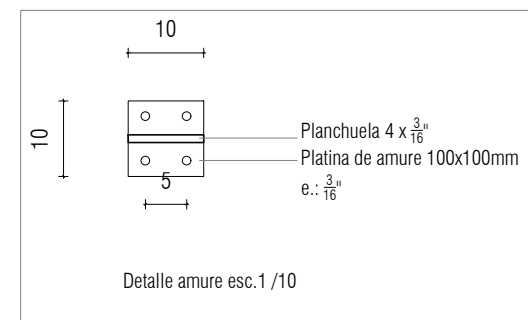 10
10
Planchuela 4 x 3/16"
Platina de amure 100x100mm
e.: 3/16"
5
Detalle amure esc.1 /10